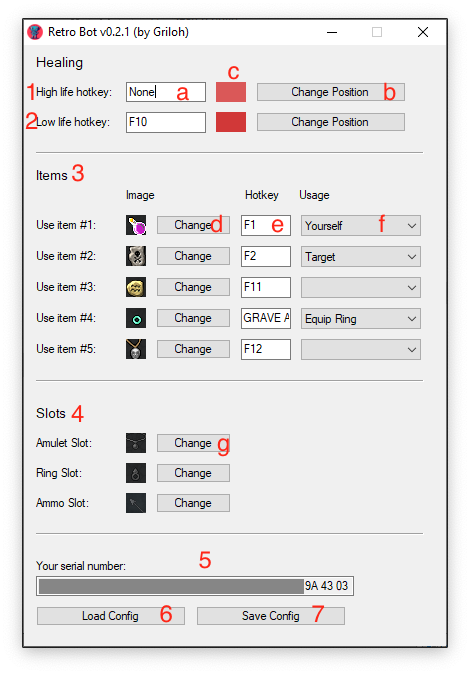 Retro Bot v0.2.1 (by Griloh)
Healing
c
1 High life hotkey: None a Change Position b
2 Low life hotkey: F10 Change Position
Items 3
Image Hotkey Usage
Use item #1: Change d F1 e Yourself f
Use item #2: Change F2 Target
Use item #3: Change F11
Use item #4: Change GRAVE A Equip Ring
Use item #5: Change F12
Slots 4
Amulet Slot: Change g
Ring Slot: Change
Ammo Slot: Change
5
Your serial number:
9A 43 03
Load Config 6 Save Config 7